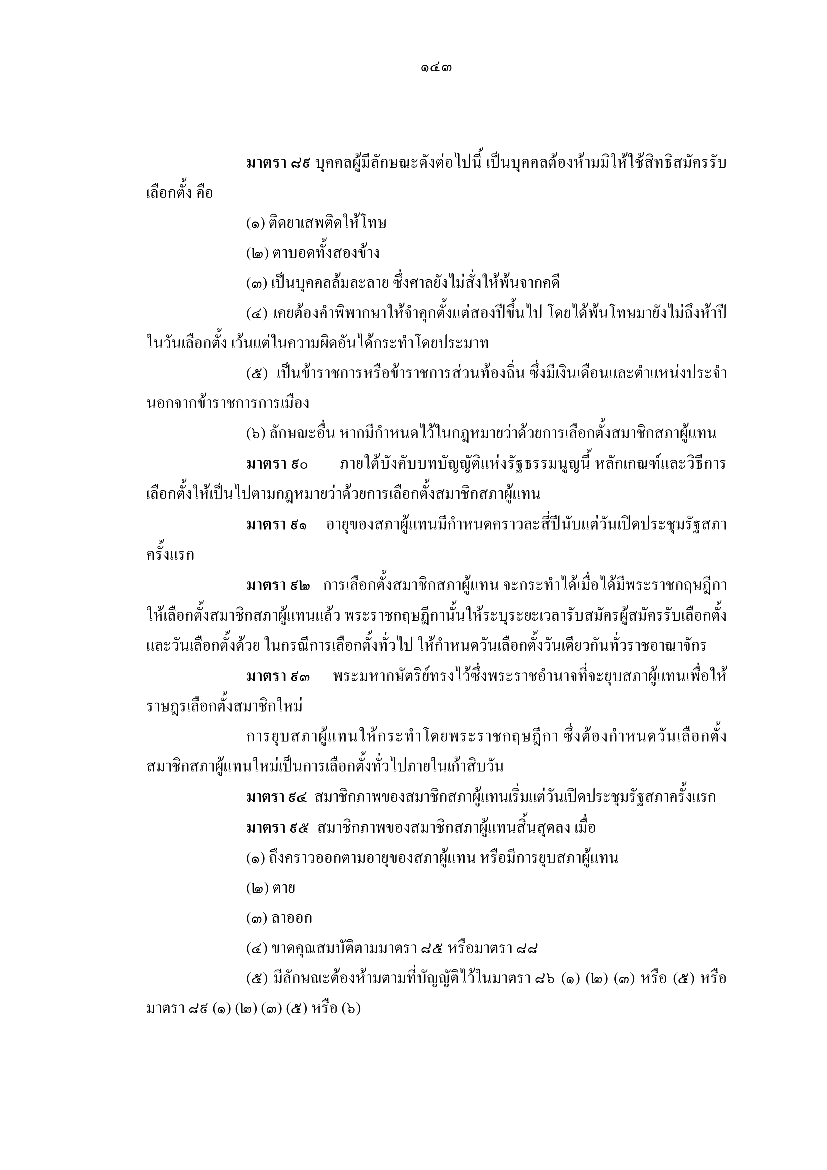 ๑๔๓
มาตรา ๘๙ บุคคลผู้มีลักษณะดังต่อไปนี้ เป็นบุคคลต้องห้ามมิให้ใช้สิทธิสมัครรับ
เลือกตั้ง คือ
(๑) ติดยาเสพติดให้โทษ
(๒) ตาบอดทั้งสองข้าง
(๓) เป็นบุคคลล้มละลาย ซึ่งศาลยังไม่สั่งให้พ้นจากคดี
(๔) เคยต้องคำพิพากษาให้จำคุกตั้งแต่สองปีขึ้นไป โดยได้พ้นโทษมายังไม่ถึงห้าปี
ในวันเลือกตั้ง เว้นแต่ในความผิดอันได้กระทำโดยประมาท
(๕) เป็นข้าราชการหรือข้าราชการส่วนท้องถิ่น ซึ่งมีเงินเดือนและตำแหน่งประจำ
นอกจากข้าราชการการเมือง
(๖) ลักษณะอื่น หากมีกำหนดไว้ในกฎหมายว่าด้วยการเลือกตั้งสมาชิกสภาผู้แทน
มาตรา ๙๐ ภายใต้บังคับบทบัญญัติแห่งรัฐธรรมนูญนี้ หลักเกณฑ์และวิธีการ
เลือกตั้งให้เป็นไปตามกฎหมายว่าด้วยการเลือกตั้งสมาชิกสภาผู้แทน
มาตรา ๙๑ อายุของสภาผู้แทนมีกำหนดคราวละสี่ปีนับแต่วันเปิดประชุมรัฐสภา
ครั้งแรก
มาตรา ๙๒ การเลือกตั้งสมาชิกสภาผู้แทน จะกระทำได้เมื่อได้มีพระราชกฤษฎีกา
ให้เลือกตั้งสมาชิกสภาผู้แทนแล้ว พระราชกฤษฎีกานั้นให้ระบุระยะเวลารับสมัครผู้สมัครรับเลือกตั้ง
และวันเลือกตั้งด้วย ในกรณีการเลือกตั้งทั่วไป ให้กำหนดวันเลือกตั้งวันเดียวกันทั่วราชอาณาจักร
มาตรา ๙๓ พระมหากษัตริย์ทรงไว้ซึ่งพระราชอำนาจที่จะยุบสภาผู้แทนเพื่อให้
ราษฎรเลือกตั้งสมาชิกใหม่
การยุบสภาผู้แทนให้กระทำโดยพระราชกฤษฎีกา ซึ่งต้องกำหนดวันเลือกตั้ง
สมาชิกสภาผู้แทนใหม่เป็นการเลือกตั้งทั่วไปภายในเก้าสิบวัน
มาตรา ๙๔ สมาชิกภาพของสมาชิกสภาผู้แทนเริ่มแต่วันเปิดประชุมรัฐสภาครั้งแรก
มาตรา ๙๕ สมาชิกภาพของสมาชิกสภาผู้แทนสิ้นสุดลง เมื่อ
(๑) ถึงคราวออกตามอายุของสภาผู้แทน หรือมีการยุบสภาผู้แทน
(๒) ตาย
(๓) ลาออก
(๔) ขาดคุณสมบัติตามมาตรา ๘๕ หรือมาตรา ๘๘
(๕) มีลักษณะต้องห้ามตามที่บัญญัติไว้ในมาตรา ๘๖ (๑) (๒) (๓) หรือ (๕) หรือ
มาตรา ๘๙ (๑) (๒) (๓) (๕) หรือ (๖)